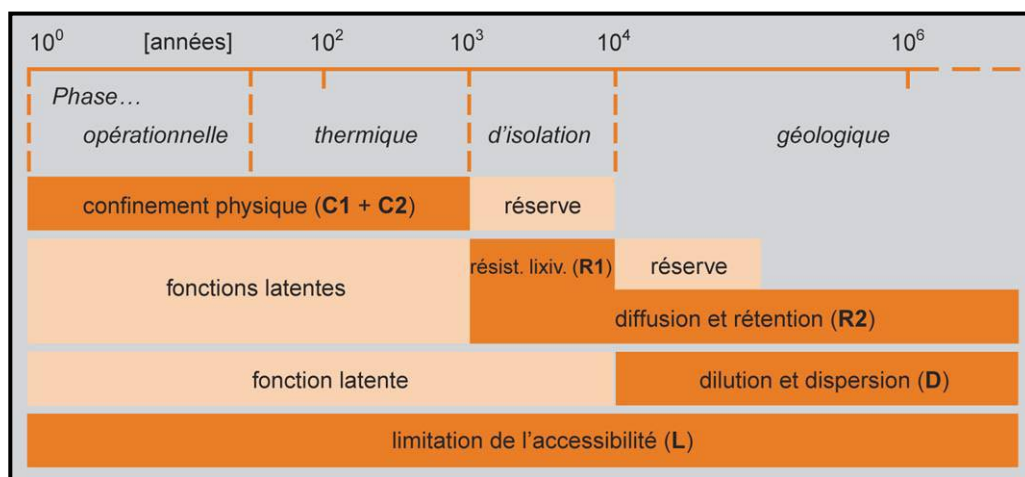 10⁰ [années] 10² 10³ 10⁴ 10⁶
Phase…
opérationnelle thermique d'isolation géologique
confinement physique (C1 + C2) réserve
résist. lixiv. (R1) réserve
fonctions latentes
diffusion et rétention (R2)
fonction latente dilution et dispersion (D)
limitation de l'accessibilité (L)